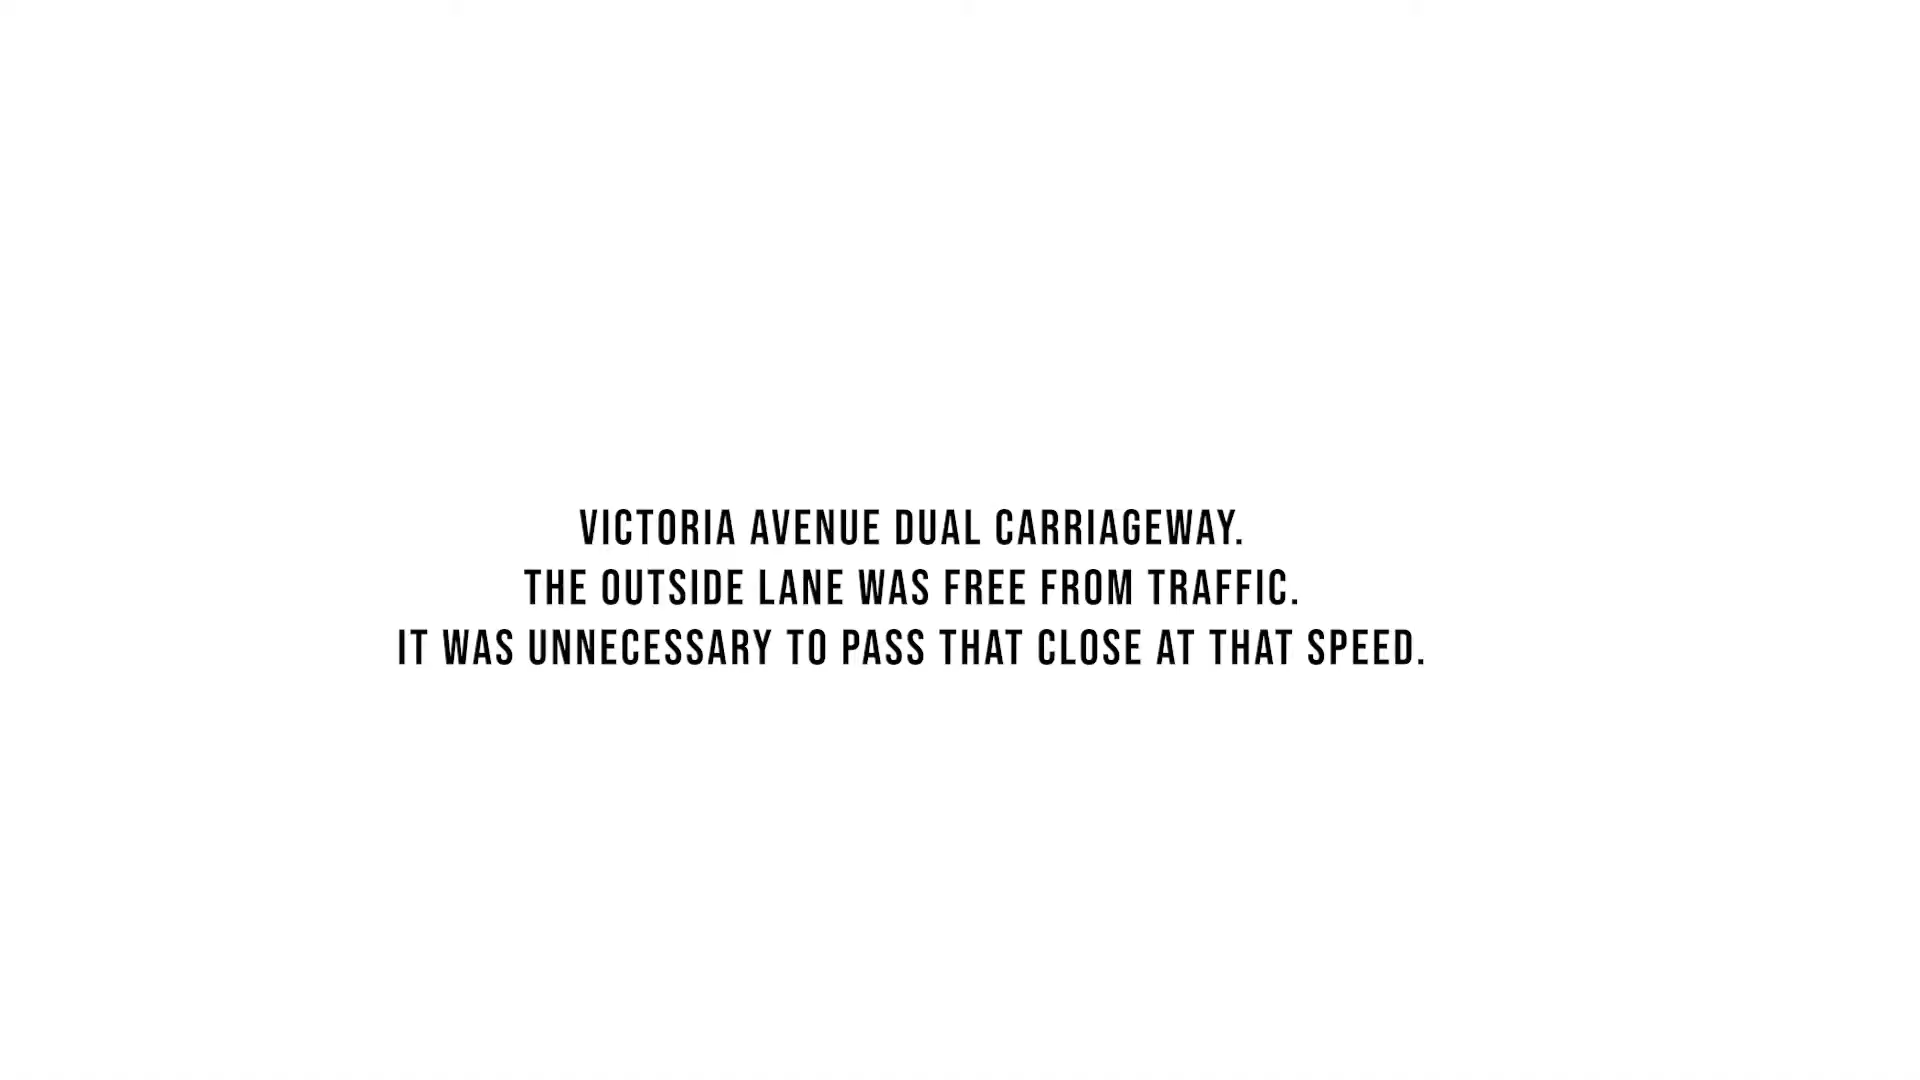 VICTORIA AVENUE DUAL CARRIAGEWAY.
THE OUTSIDE LANE WAS FREE FROM TRAFFIC.
IT WAS UNNECESSARY TO PASS THAT CLOSE AT THAT SPEED.